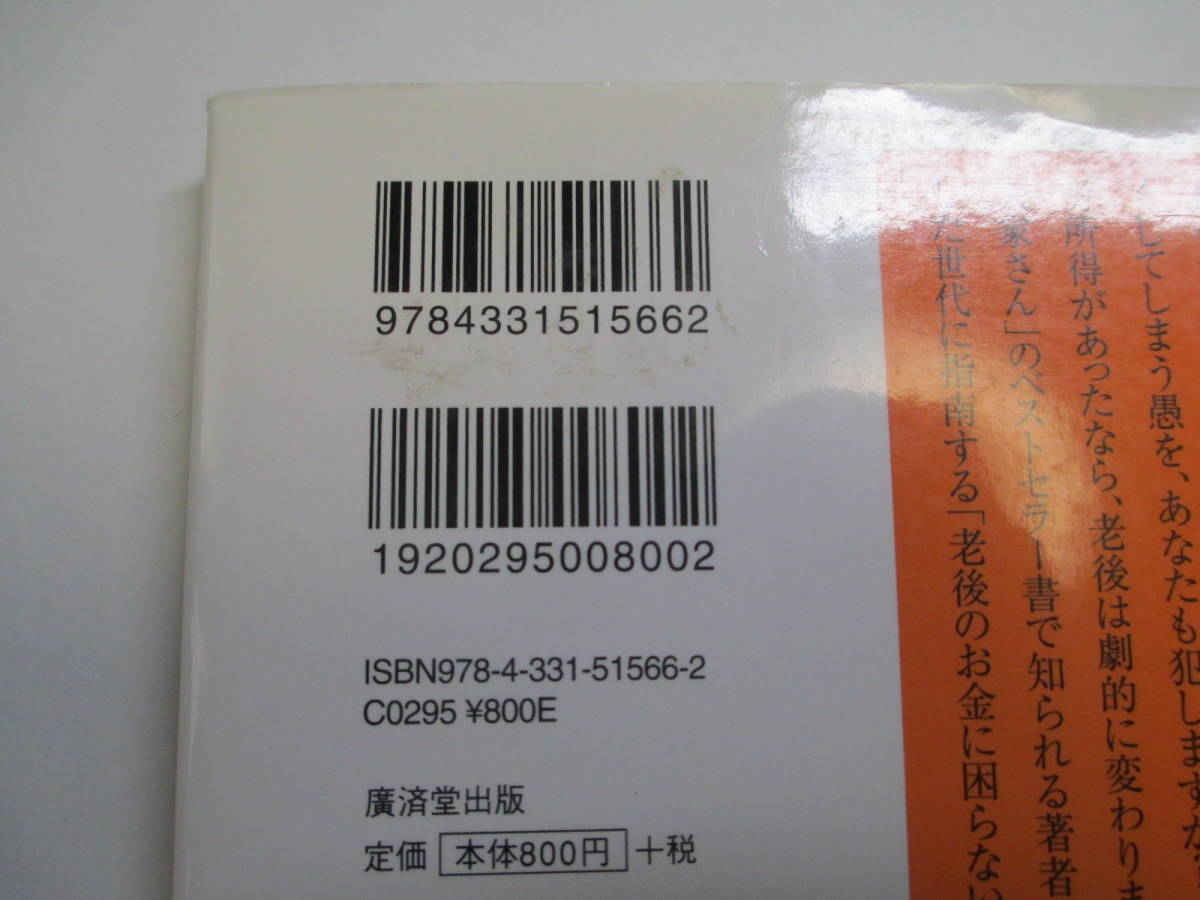 9784331515662
1920295008002
ISBN978-4-331-51566-2
C0295 ¥800E
廣済堂出版
定価 本体800円 +税
してしまう愚を、あなたも犯しますか?
所得があったなら、老後は劇的に変わりま
家さん」のベストセラー書で知られる著者
た世代に指南する「老後のお金に困らない